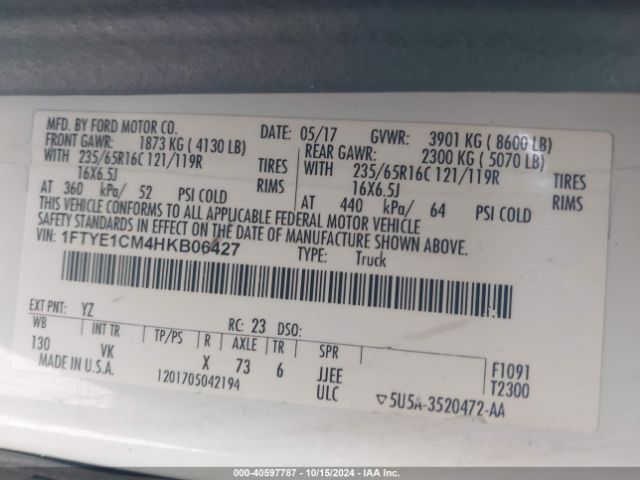 MFD. BY FORD MOTOR CO.
DATE: 05/17 GVWR: 3901 KG ( 8600 LB)
FRONT GAWR: 1873 KG ( 4130 LB) REAR GAWR: 2300 KG ( 5070 LB)
WITH 235/65R16C 121/119R TIRES WITH 235/65R16C 121/119R TIRES
16X6.5J RIMS 16X6.5J RIMS
AT 360 kPa/ 52 PSI COLD AT 440 kPa/ 64 PSI COLD
THIS VEHICLE CONFORMS TO ALL APPLICABLE FEDERAL MOTOR VEHICLE
SAFETY STANDARDS IN EFFECT ON THE DATE OF MANUFACTURE SHOWN ABOVE.
VIN: 1FTYE1CM4HKB06427 TYPE: Truck
EXT PNT: YZ RC: 23 DSO:
WB INT TR TP/PS R AXLE TR SPR
130 VK X 73 6 JJEE F1091
MADE IN U.S.A. 1201705042194 ULC T2300
▽5U5A-3520472-AA
000-40597787 - 10/15/2024 - IAA Inc.